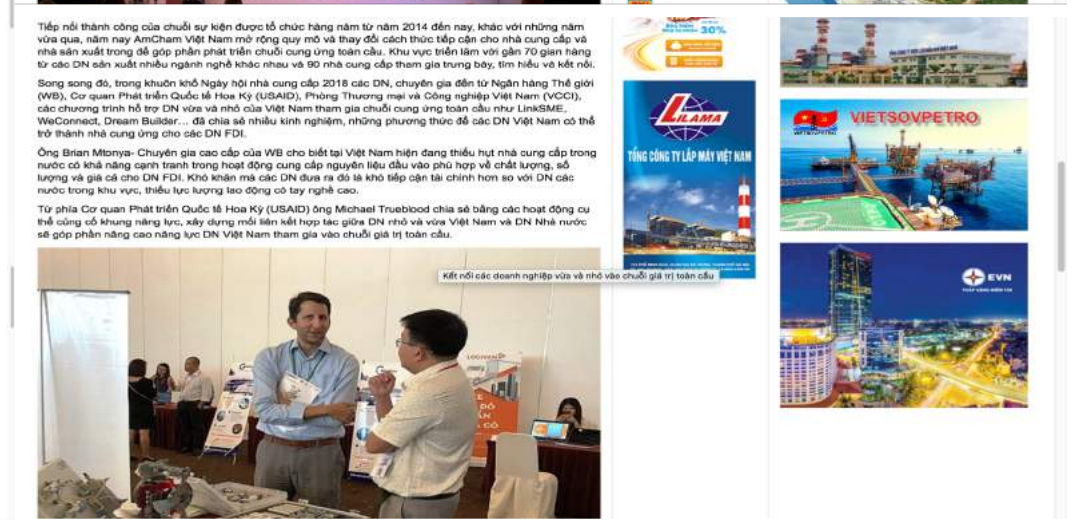 Tiếp nối thành công của chuỗi sự kiện được tổ chức hàng năm từ năm 2014 đến nay, khác với những năm
vừa qua, năm nay AmCham Việt Nam mở rộng quy mô và thay đổi cách thức tiếp cận cho nhà cung cấp và
nhà sản xuất trong để góp phần phát triển chuỗi cung ứng toàn cầu. Khu vực triển lãm với gần 70 gian hàng
từ các DN sản xuất nhiều ngành nghề khác nhau và 90 nhà cung cấp tham gia trưng bày, tìm hiểu và kết nối.
Song song đó, trong khuôn khổ Ngày hội nhà cung cấp 2018 các DN, chuyên gia đến từ Ngân hàng Thế giới
(WB), Cơ quan Phát triển Quốc tế Hoa Kỳ (USAID), Phòng Thương mại và Công nghiệp Việt Nam (VCCI),
các chương trình hỗ trợ DN vừa và nhỏ của Việt Nam tham gia chuỗi cung ứng toàn cầu như LinkSME,
WeConnect, Dream Builder... đã chia sẻ nhiều kinh nghiệm, những phương thức để các DN Việt Nam có thể
trở thành nhà cung ứng cho các DN FDI.
Ông Brian Mtonya- Chuyên gia cao cấp của WB cho biết tại Việt Nam hiện đang thiếu hụt nhà cung cấp trong
nước có khả năng cạnh tranh trong hoạt động cung cấp nguyên liệu đầu vào phù hợp về chất lượng, số
lượng và giá cả cho DN FDI. Khó khăn mà các DN đưa ra đó là khó tiếp cận tài chính hơn so với DN các
nước trong khu vực, thiếu lực lượng lao động có tay nghề cao.
Từ phía Cơ quan Phát triển Quốc tế Hoa Kỳ (USAID) ông Michael Trueblood chia sẻ bằng các hoạt động cụ
thể củng cố khung năng lực, xây dựng mối liên kết hợp tác giữa DN nhỏ và vừa Việt Nam và DN Nhà nước
sẽ góp phần nâng cao năng lực DN Việt Nam tham gia vào chuỗi giá trị toàn cầu.
Kết nối các doanh nghiệp vừa và nhỏ vào chuỗi giá trị toàn cầu
LOGIVAN
30%
LILAMA
TỔNG CÔNG TY LẮP MÁY VIỆT NAM
VIETSOVPETRO
VIETSOVPETRO
EVN
THẮP SÁNG NIỀM TIN